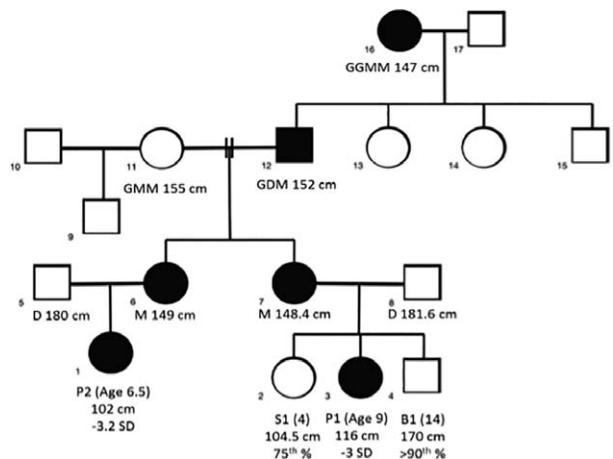 16
17
GGMM 147 cm
10
11
12
13
14
15
GMM 155 cm
GDM 152 cm
9
5
6
7
8
D 180 cm
M 149 cm
M 148.4 cm
D 181.6 cm
1
2
3
4
P2 (Age 6.5)
102 cm
-3.2 SD
S1 (4)
104.5 cm
75th %
P1 (Age 9)
116 cm
-3 SD
B1 (14)
170 cm
>90th %